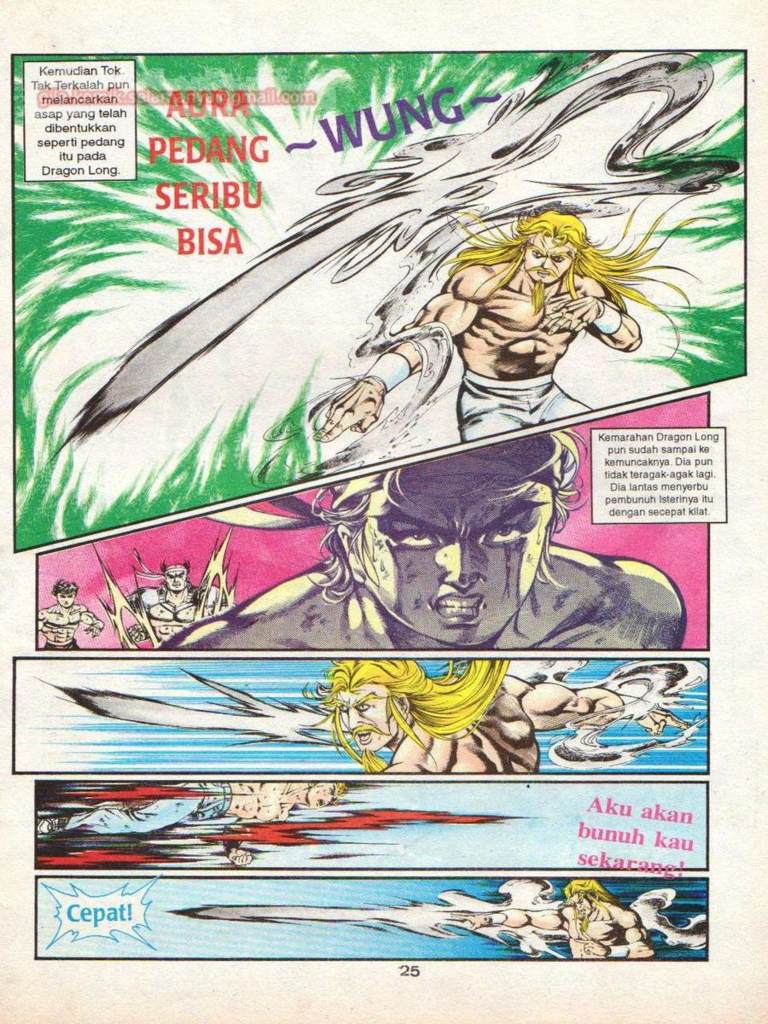 Kemudian Tok.
Tak Terkalah pun
melancarkan
asap yang telah
dibentukkan
seperti pedang
itu pada
Dragon Long.
AURA
PEDANG
SERIBU
BISA
~WUNG~
Kemarahan Dragon Long
pun sudah sampai ke
kemuncaknya. Dia pun
tidak teragak-agak lagi.
Dia lantas menyerbu
pembunuh isterinya itu
dengan secepat kilat.
Aku akan
bunuh kau
sekarang!
Cepat!
25